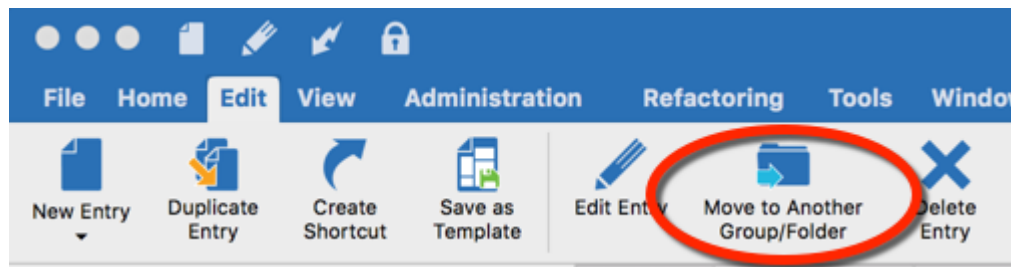 File Home Edit View Administration Refactoring Tools
New Entry Duplicate Entry Create Shortcut Save as Template Edit Entry Move to Another Group/Folder Delete Entry